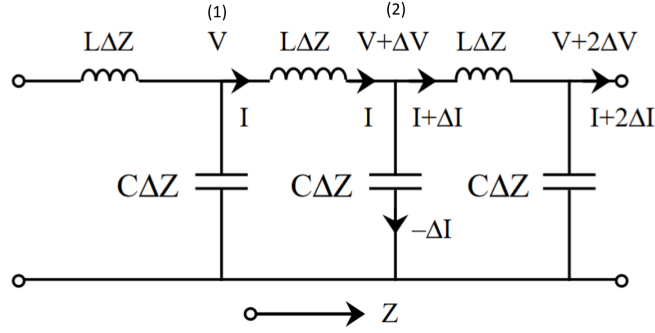 (1) (2)
LΔZ V LΔZ V+ΔV LΔZ V+2ΔV
I I I+ΔI I+2ΔI
CΔZ CΔZ CΔZ
−ΔI
Z